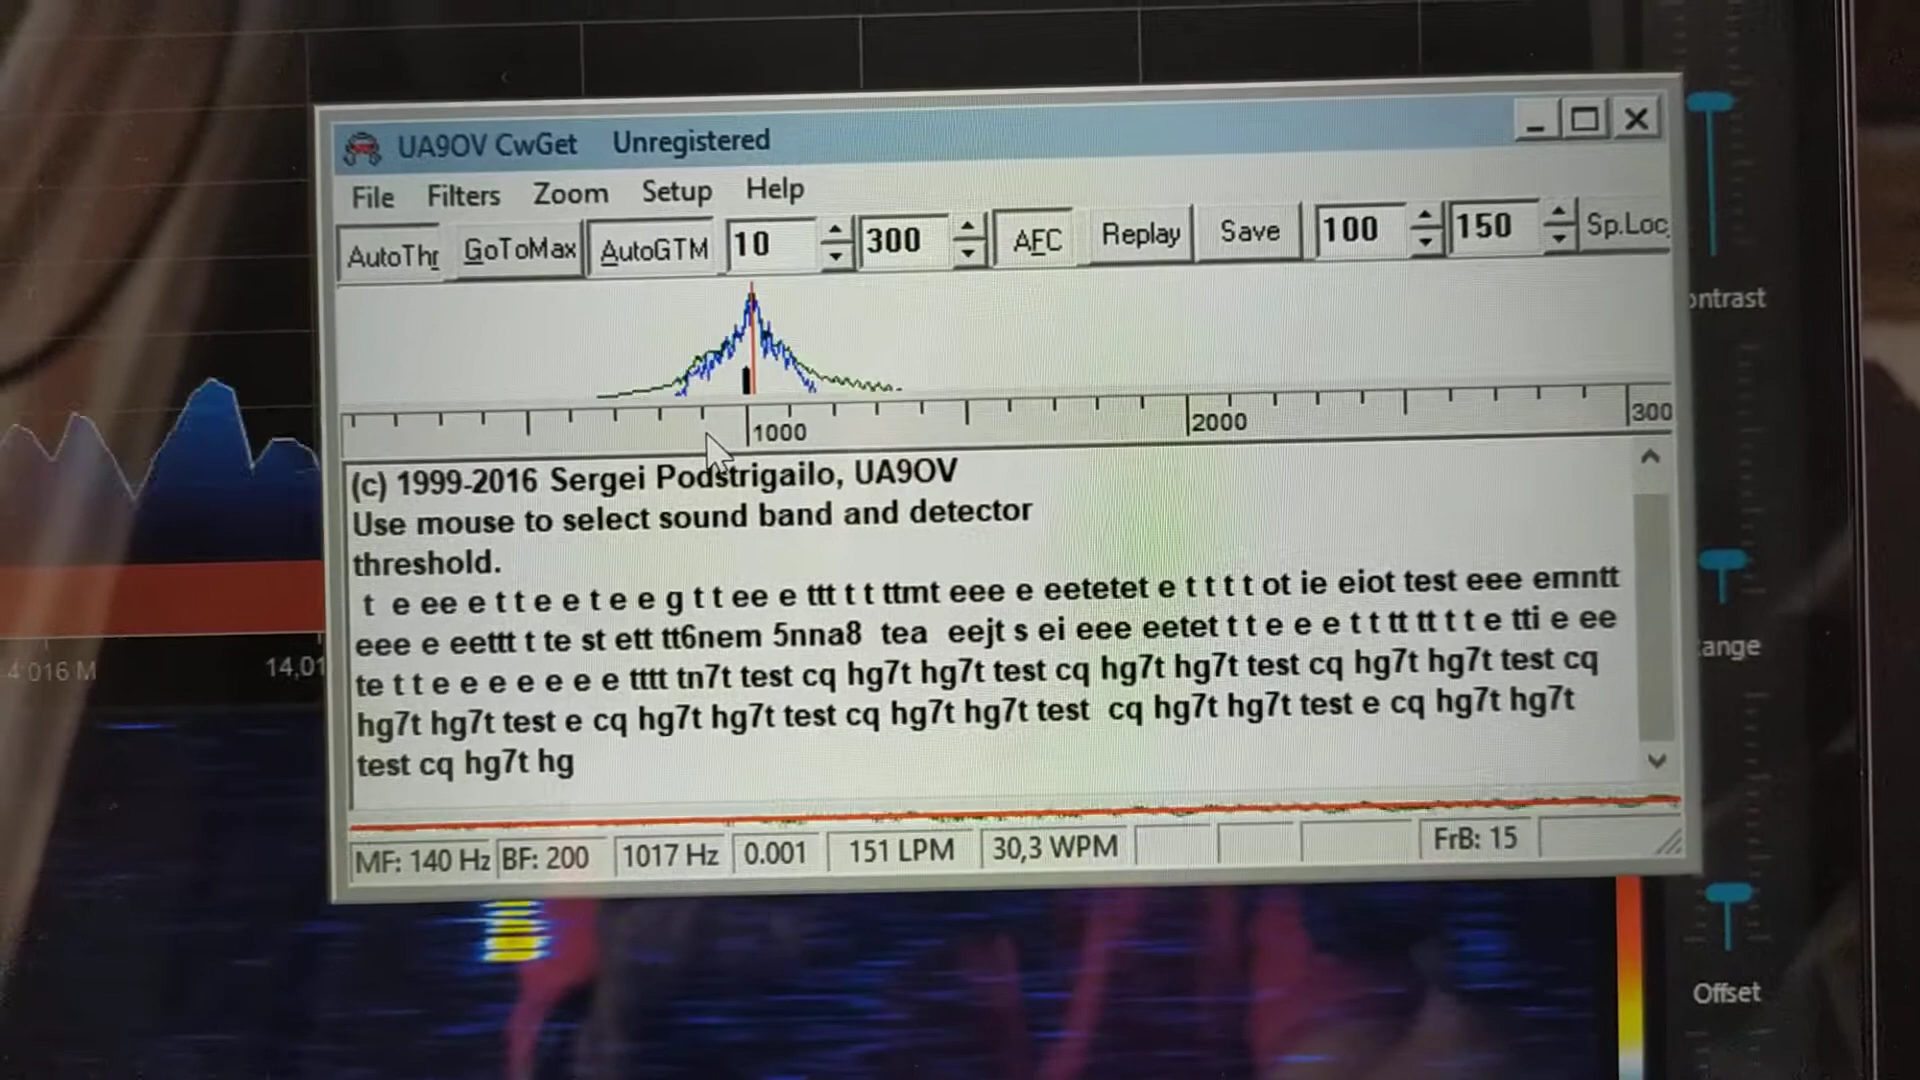 UA9OV CwGet Unregistered
File Filters Zoom Setup Help
AutoThr GoToMax AutoGTM 10 300 AFC Replay Save 100 150 Sp.Loc
1000 2000 300
(c) 1999-2016 Sergei Podstrigailo, UA9OV
Use mouse to select sound band and detector
threshold.
t e ee e t t e e t e e g t t ee e ttt t t ttmt eee e eetetet e t t t t ot ie eiot test eee emntt
eee e eettt t te st ett tt6nem 5nna8 tea eejt s ei eee eetet t t e e e t t tt tt t t e tti e ee
te t t e e e e e e e tttt tn7t test cq hg7t hg7t test cq hg7t hg7t test cq hg7t hg7t test cq
hg7t hg7t test e cq hg7t hg7t test cq hg7t hg7t test cq hg7t hg7t test e cq hg7t hg7t
test cq hg7t hg
MF: 140 Hz BF: 200 1017 Hz 0.001 151 LPM 30,3 WPM FrB: 15
4 016 M 14,01
ontrast
ange
Offset